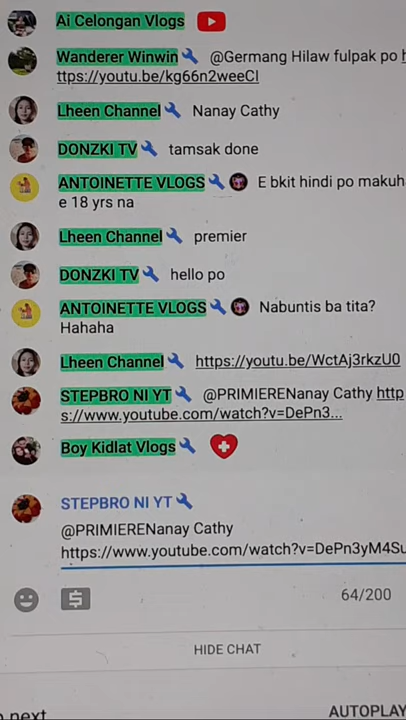 Ai Celongan Vlogs
Wanderer Winwin @Germang Hilaw fulpak po h
ttps://youtu.be/kg66n2weeCI
Lheen Channel Nanay Cathy
DONZKI TV tamsak done
ANTOINETTE VLOGS E bkit hindi po makuh
e 18 yrs na
Lheen Channel premier
DONZKI TV hello po
ANTOINETTE VLOGS Nabuntis ba tita?
Hahaha
Lheen Channel https://youtu.be/WctAj3rkzU0
STEPBRO NI YT @PRIMIERENanay Cathy http
s://www.youtube.com/watch?v=DePn3...
Boy Kidlat Vlogs
STEPBRO NI YT
@PRIMIERENanay Cathy
https://www.youtube.com/watch?v=DePn3yM4Su
64/200
HIDE CHAT
next
AUTOPLAY